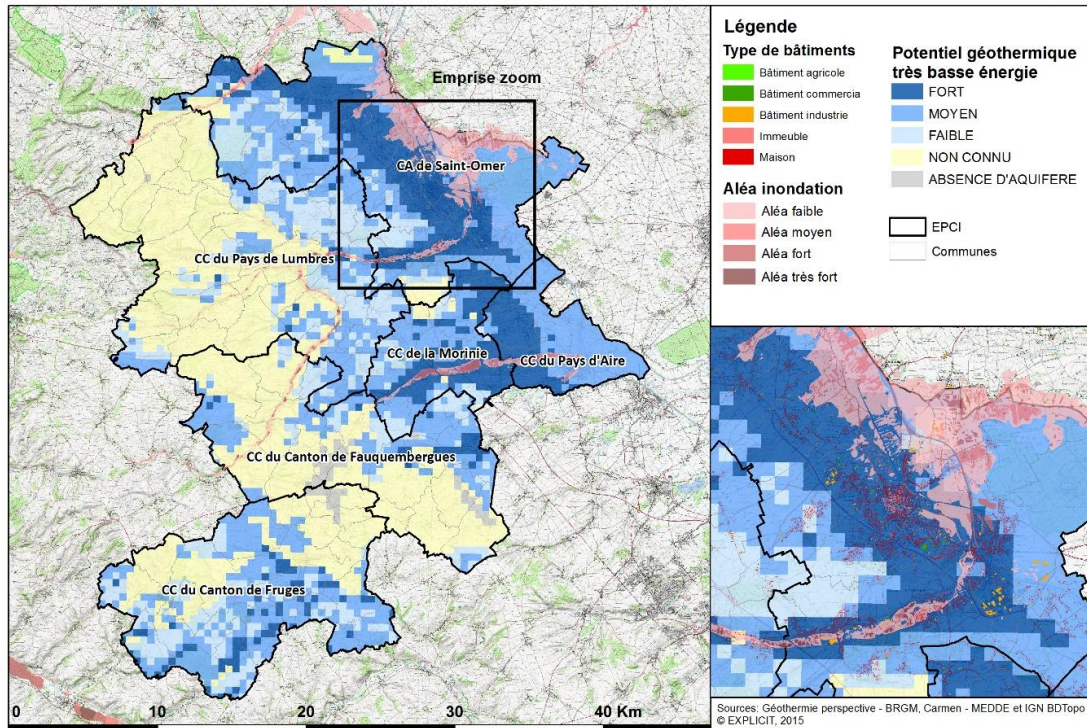 Emprise zoom
CA de Saint-Omer
CC du Pays de Lumbres
CC de la Morinie
CC du Pays d'Aire
CC du Canton de Fauquembergues
CC du Canton de Fruges
0 10 20 30 40 Km
Légende
Type de bâtiments
Bâtiment agricole
Bâtiment commercia
Bâtiment industrie
Immeuble
Maison
Aléa inondation
Aléa faible
Aléa moyen
Aléa fort
Aléa très fort
Potentiel géothermique
très basse énergie
FORT
MOYEN
FAIBLE
NON CONNU
ABSENCE D'AQUIFERE
EPCI
Communes
Sources: Géothermie perspective - BRGM, Carmen - MEDDE et IGN BDTopo
© EXPLICIT, 2015